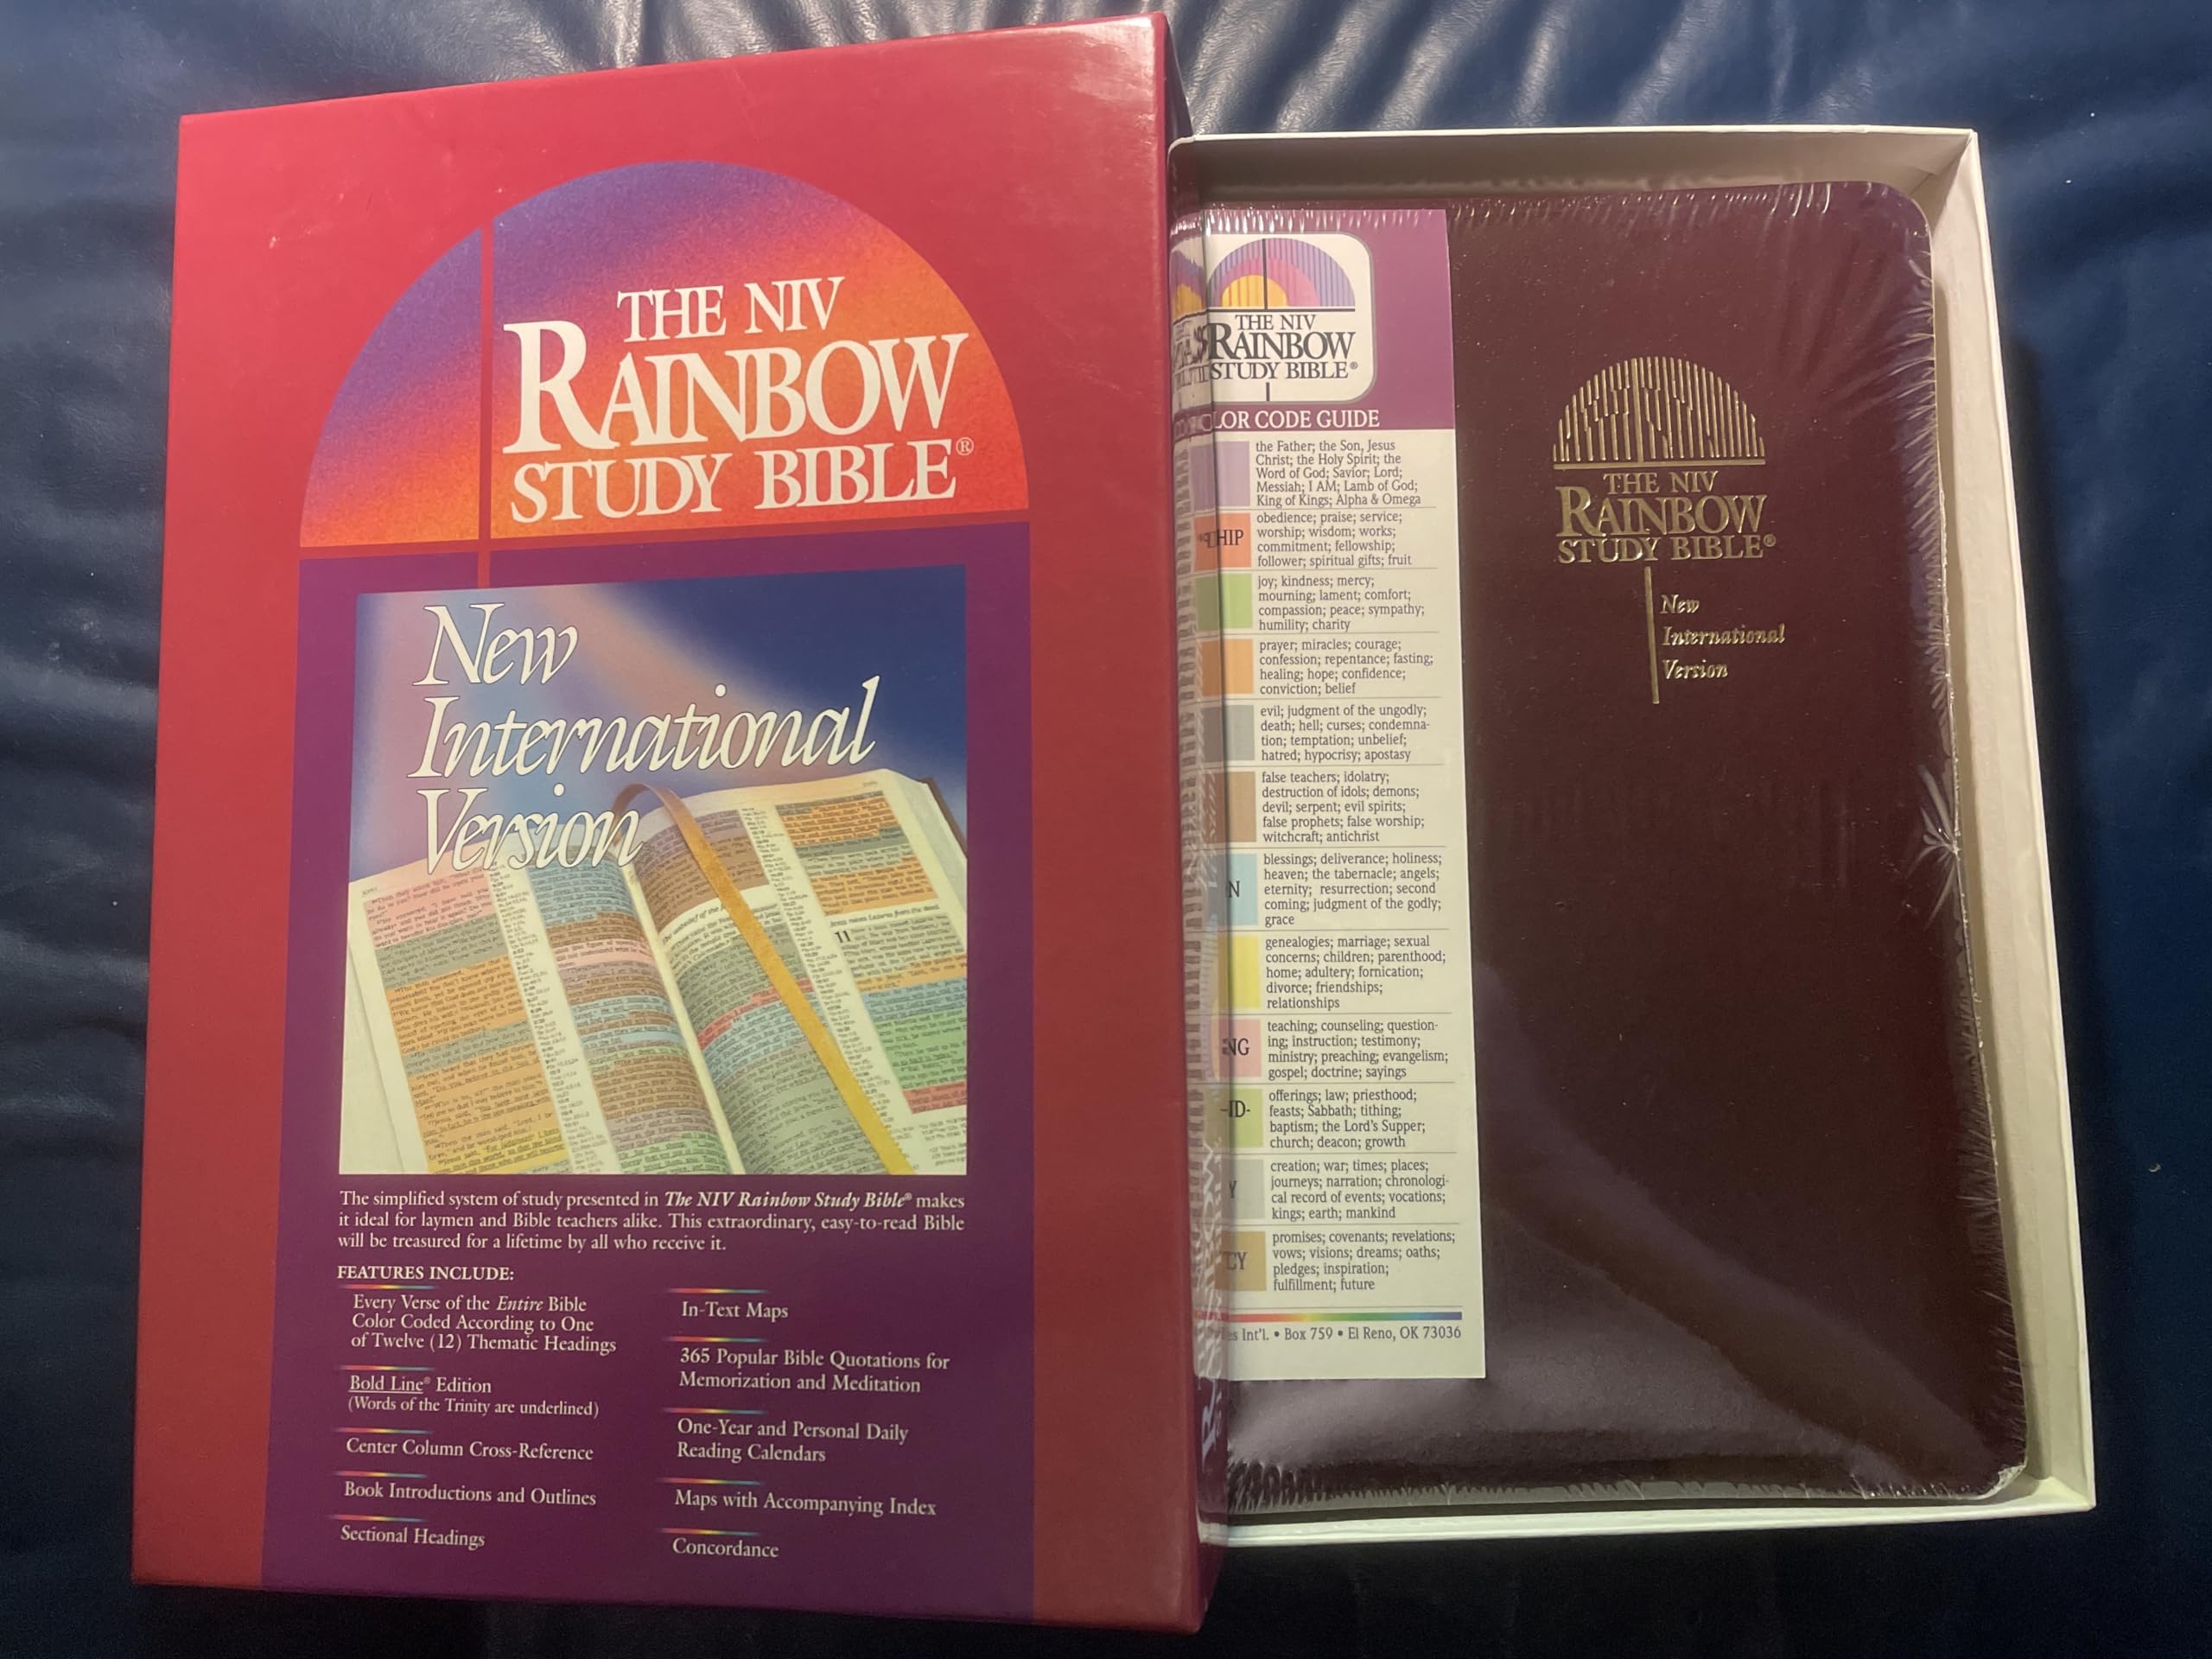 THE NIV
RAINBOW
STUDY BIBLE®
New
International
Version
The simplified system of study presented in The NIV Rainbow Study Bible® makes
it ideal for laymen and Bible teachers alike. This extraordinary, easy-to-read Bible
will be treasured for a lifetime by all who receive it.
FEATURES INCLUDE:
Every Verse of the Entire Bible
Color Coded According to One
of Twelve (12) Thematic Headings
Bold Line® Edition
(Words of the Trinity are underlined)
Center Column Cross-Reference
Book Introductions and Outlines
Sectional Headings
In-Text Maps
365 Popular Bible Quotations for
Memorization and Meditation
One-Year and Personal Daily
Reading Calendars
Maps with Accompanying Index
Concordance
THE NIV
RAINBOW
STUDY BIBLE®
LOR CODE GUIDE
the Father; the Son, Jesus
Christ; the Holy Spirit; the
Word of God; Savior; Lord;
Messiah; I AM; Lamb of God;
King of Kings; Alpha & Omega
HIP
obedience; praise; service;
worship; wisdom; works;
commitment; fellowship;
follower; spiritual gifts; fruit
joy; kindness; mercy;
mourning; lament; comfort;
compassion; peace; sympathy;
humility; charity
prayer; miracles; courage;
confession; repentance; fasting;
healing; hope; confidence;
conviction; belief
evil; judgment of the ungodly;
death; hell; curses; condemna-
tion; temptation; unbelief;
hatred; hypocrisy; apostasy
false teachers; idolatry;
destruction of idols; demons;
devil; serpent; evil spirits;
false prophets; false worship;
witchcraft; antichrist
N
blessings; deliverance; holiness;
heaven; the tabernacle; angels;
eternity; resurrection; second
coming; judgment of the godly;
grace
genealogies; marriage; sexual
concerns; children; parenthood;
home; adultery; fornication;
divorce; friendships;
relationships
NG
teaching; counseling; question-
ing; instruction; testimony;
ministry; preaching; evangelism;
gospel; doctrine; sayings
ID-
offerings; law; priesthood;
feasts; Sabbath; tithing;
baptism; the Lord's Supper;
church; deacon; growth
Y
creation; war; times; places;
journeys; narration; chronologi-
cal record of events; vocations;
kings; earth; mankind
CY
promises; covenants; revelations;
vows; visions; dreams; oaths;
pledges; inspiration;
fulfillment; future
es Int'l. • Box 759 • El Reno, OK 73036
THE NIV
RAINBOW
STUDY BIBLE®
New
International
Version